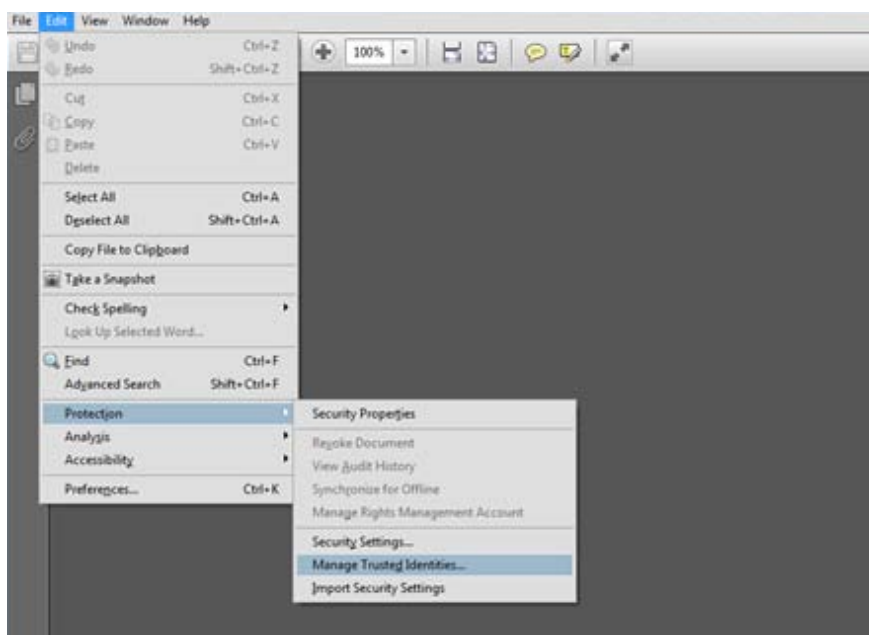 File Edit View Window Help
Undo Ctrl+Z
Redo Shift+Ctrl+Z
100%
Cut Ctrl+X
Copy Ctrl+C
Paste Ctrl+V
Delete
Select All Ctrl+A
Deselect All Shift+Ctrl+A
Copy File to Clipboard
Take a Snapshot
Check Spelling
Look Up Selected Word...
Find Ctrl+F
Advanced Search Shift+Ctrl+F
Protection
Security Properties
Analysis
Revoke Document
Accessibility
View Audit History
Preferences... Ctrl+K
Synchronize for Offline
Manage Rights Management Account
Security Settings...
Manage Trusted Identities...
Import Security Settings